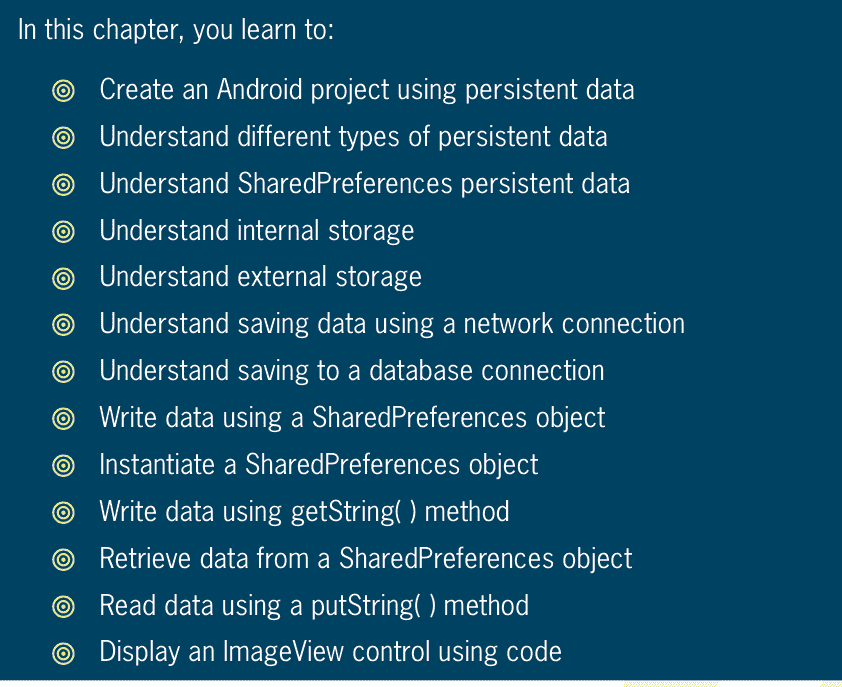 In this chapter, you learn to:
Create an Android project using persistent data
Understand different types of persistent data
Understand SharedPreferences persistent data
Understand internal storage
Understand external storage
Understand saving data using a network connection
Understand saving to a database connection
Write data using a SharedPreferences object
Instantiate a SharedPreferences object
Write data using getString( ) method
Retrieve data from a SharedPreferences object
Read data using a putString( ) method
Display an ImageView control using code